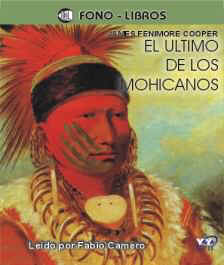 FONO - LIBROS
JAMES FENIMORE COOPER
EL ULTIMO
DE LOS
MOHICANOS
Leído por Fabio Camero